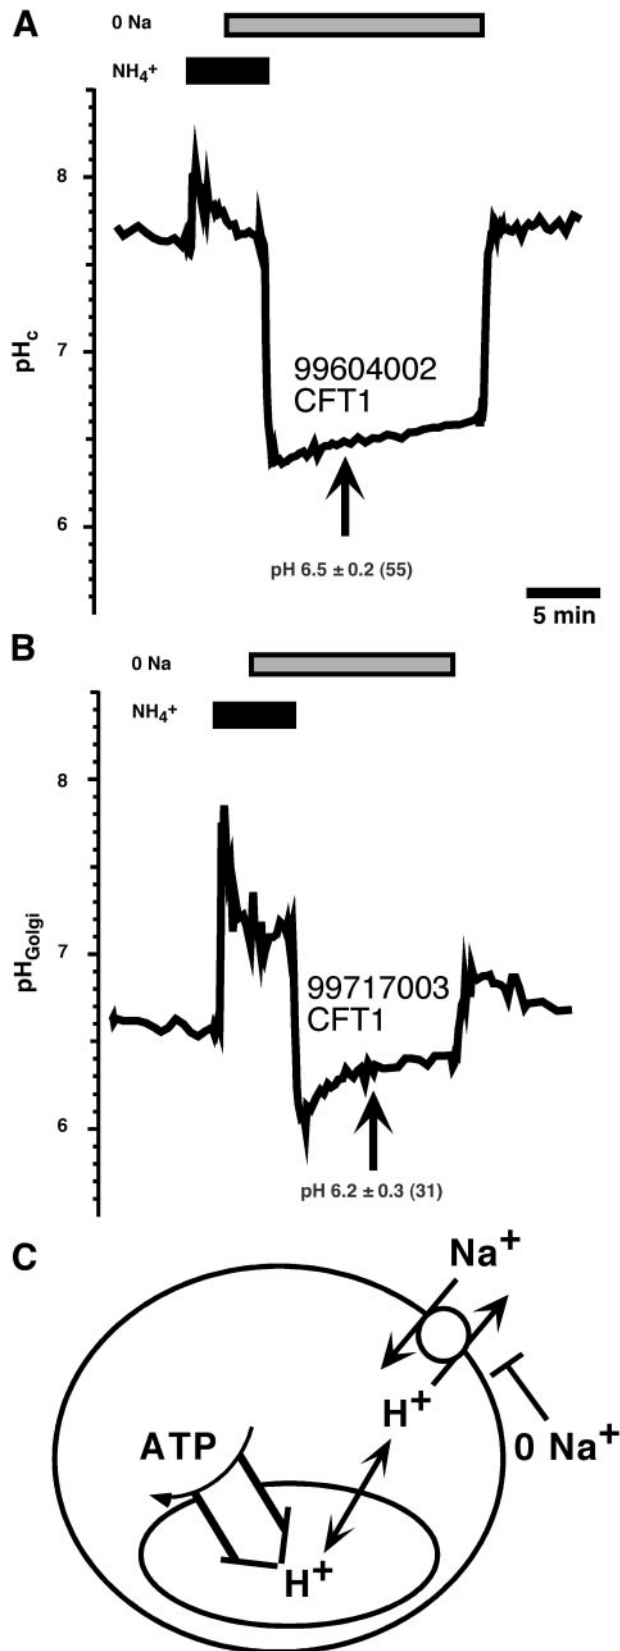 A
0 Na
NH4+
8
pHc
7
99604002
CFT1
6
pH 6.5 ± 0.2 (55)
5 min
B
0 Na
NH4+
8
pHGolgi
7
99717003
CFT1
6
pH 6.2 ± 0.3 (31)
C
Na+
H+
ATP
0 Na+
H+